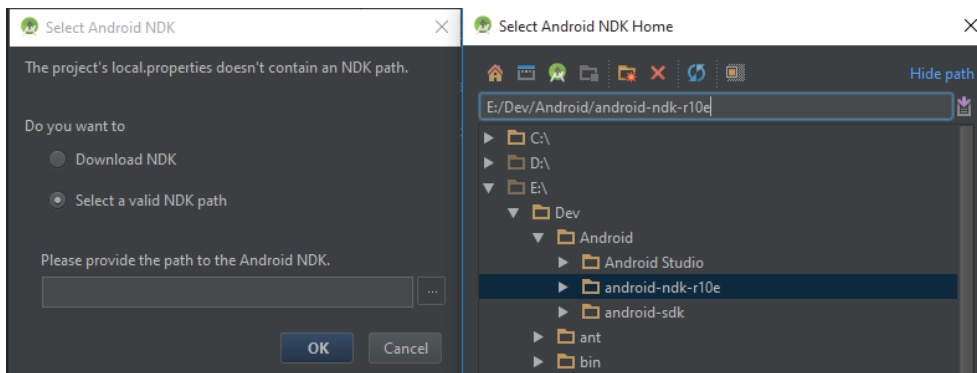 Select Android NDK
The project's local.properties doesn't contain an NDK path.
Do you want to
Download NDK
Select a valid NDK path
Please provide the path to the Android NDK.
...
OK
Cancel
Select Android NDK Home
Hide path
E:/Dev/Android/android-ndk-r10e
C:\
D:\
E:\
Dev
Android
Android Studio
android-ndk-r10e
android-sdk
ant
bin